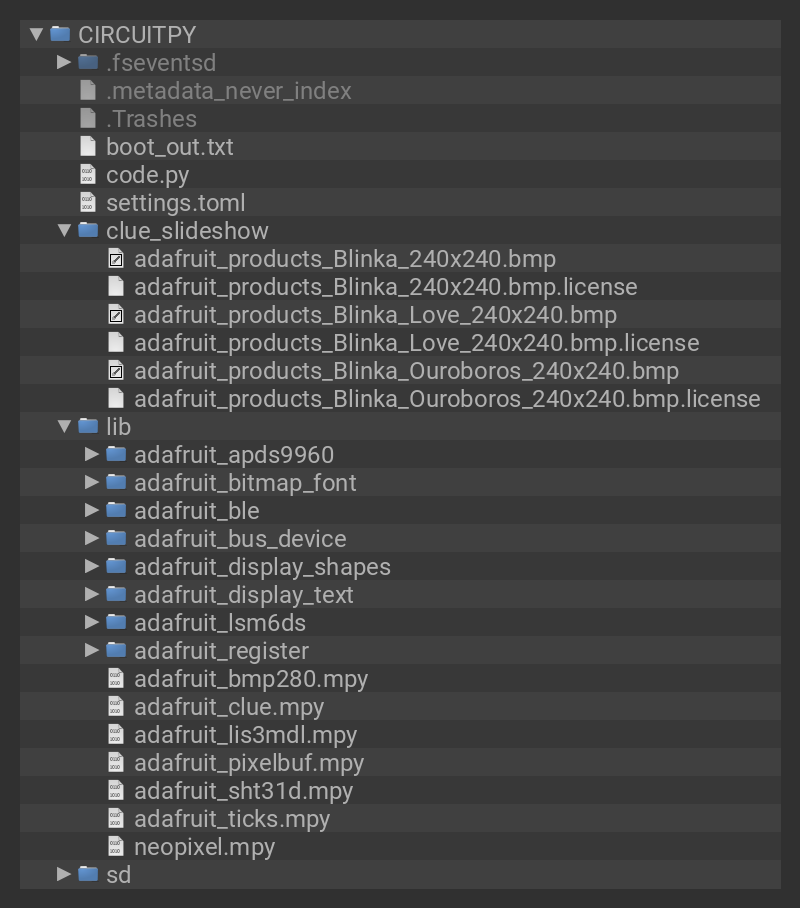 CIRCUITPY
.fseventsd
.metadata_never_index
.Trashes
boot_out.txt
code.py
settings.toml
clue_slideshow
adafruit_products_Blinka_240x240.bmp
adafruit_products_Blinka_240x240.bmp.license
adafruit_products_Blinka_Love_240x240.bmp
adafruit_products_Blinka_Love_240x240.bmp.license
adafruit_products_Blinka_Ouroboros_240x240.bmp
adafruit_products_Blinka_Ouroboros_240x240.bmp.license
lib
adafruit_apds9960
adafruit_bitmap_font
adafruit_ble
adafruit_bus_device
adafruit_display_shapes
adafruit_display_text
adafruit_lsm6ds
adafruit_register
adafruit_bmp280.mpy
adafruit_clue.mpy
adafruit_lis3mdl.mpy
adafruit_pixelbuf.mpy
adafruit_sht31d.mpy
adafruit_ticks.mpy
neopixel.mpy
sd